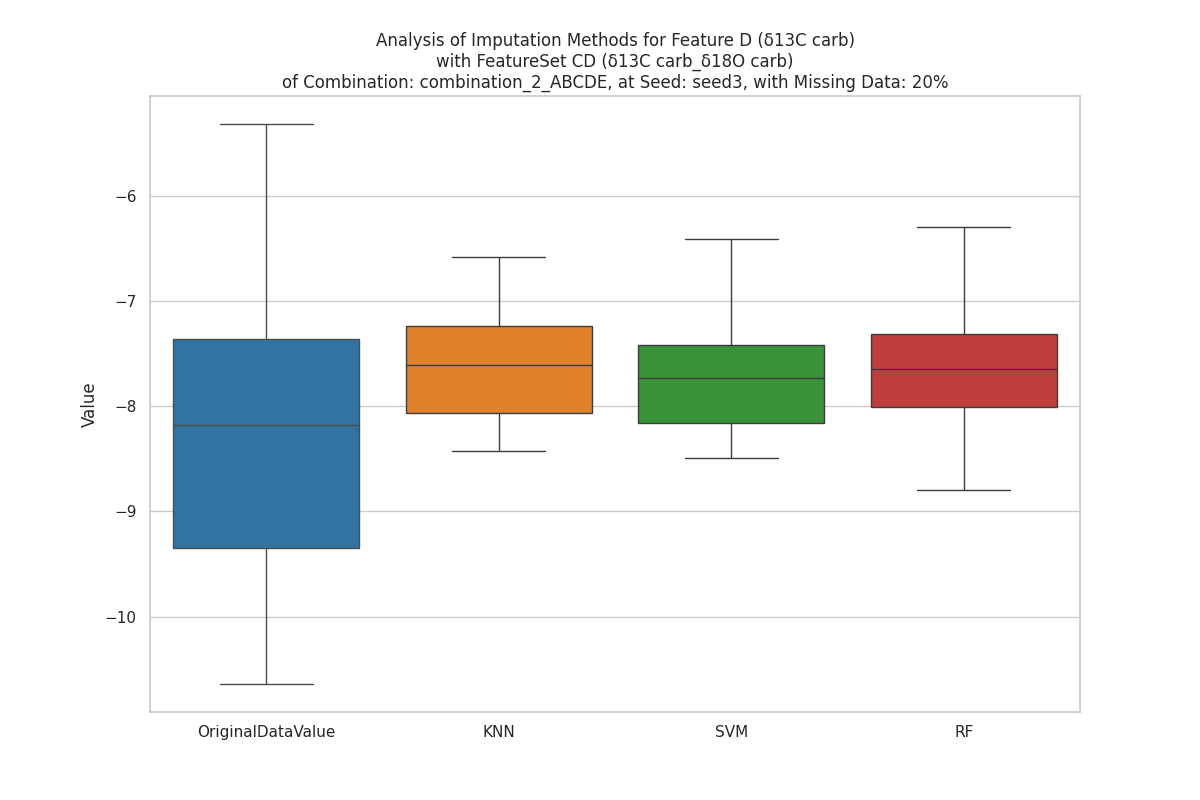 Analysis of Imputation Methods for Feature D (δ13C carb)
with FeatureSet CD (δ13C carb_δ18O carb)
of Combination: combination_2_ABCDE, at Seed: seed3, with Missing Data: 20%
Value
−6
−7
−8
−9
−10
OriginalDataValue
KNN
SVM
RF